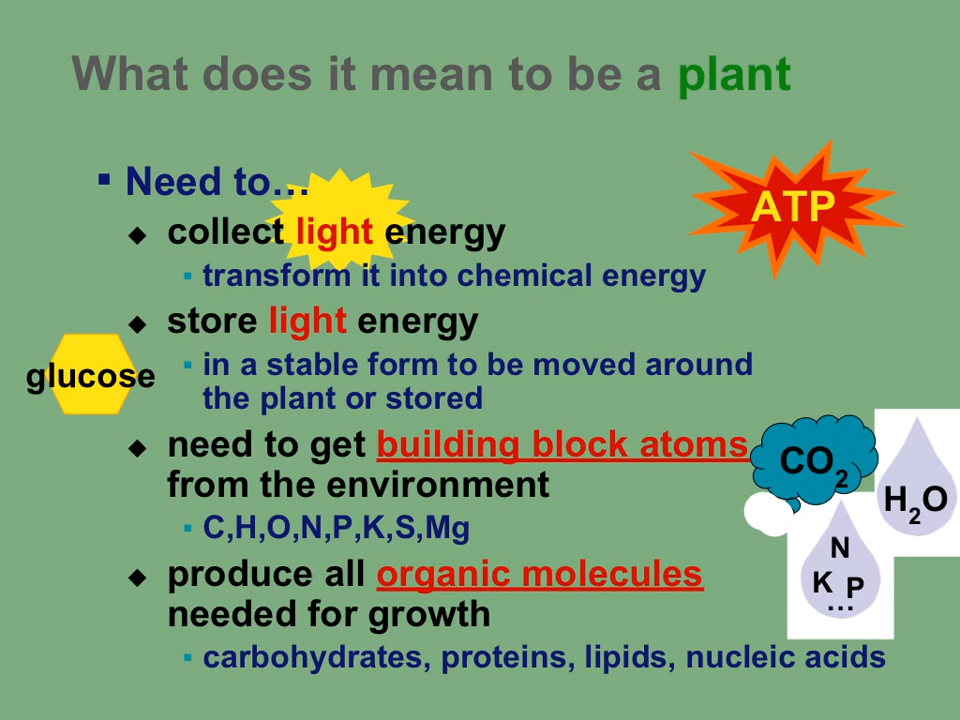 What does it mean to be a plant
▪ Need to…
◆ collect light energy
▪ transform it into chemical energy
◆ store light energy
▪ in a stable form to be moved around
the plant or stored
◆ need to get building block atoms
from the environment
▪ C,H,O,N,P,K,S,Mg
◆ produce all organic molecules
needed for growth
▪ carbohydrates, proteins, lipids, nucleic acids
ATP
glucose
CO2
H2O
N
K P
…